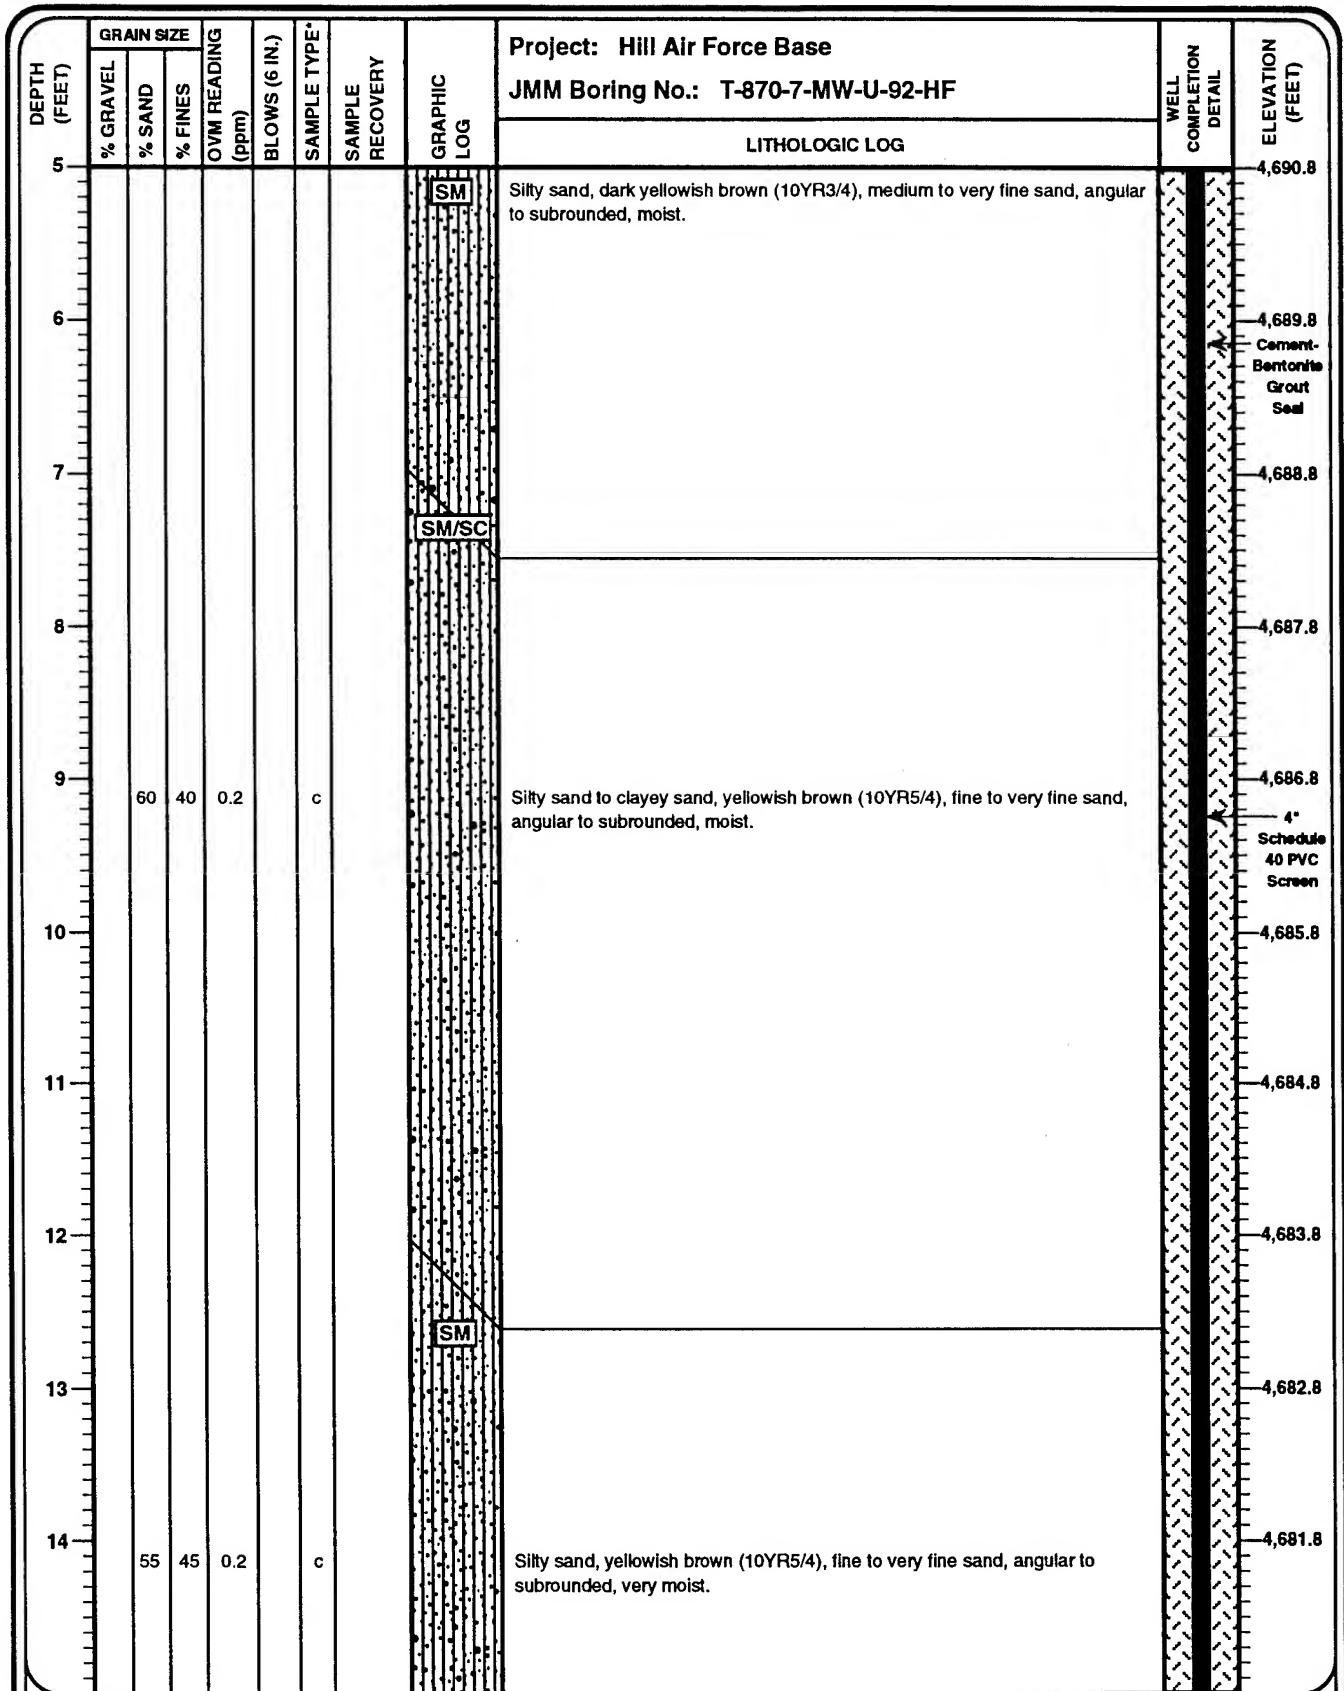 Project: Hill Air Force Base
JMM Boring No.: T-870-7-MW-U-92-HF
LITHOLOGIC LOG
DEPTH (FEET)
GRAIN SIZE
% GRAVEL
% SAND
% FINES
OVM READING (ppm)
BLOWS (6 IN.)
SAMPLE TYPE*
SAMPLE RECOVERY
GRAPHIC LOG
WELL COMPLETION DETAIL
ELEVATION (FEET)
5 4,690.8
SM Silty sand, dark yellowish brown (10YR3/4), medium to very fine sand, angular
to subrounded, moist.
6 4,689.8
Cement-
Bentonite
Grout
Seal
7 4,688.8
SM/SC
8 4,687.8
9 4,686.8
60 40 0.2 c Silty sand to clayey sand, yellowish brown (10YR5/4), fine to very fine sand,
angular to subrounded, moist.
4"
Schedule
40 PVC
Screen
10 4,685.8
11 4,684.8
12 4,683.8
SM
13 4,682.8
14 4,681.8
55 45 0.2 c Silty sand, yellowish brown (10YR5/4), fine to very fine sand, angular to
subrounded, very moist.